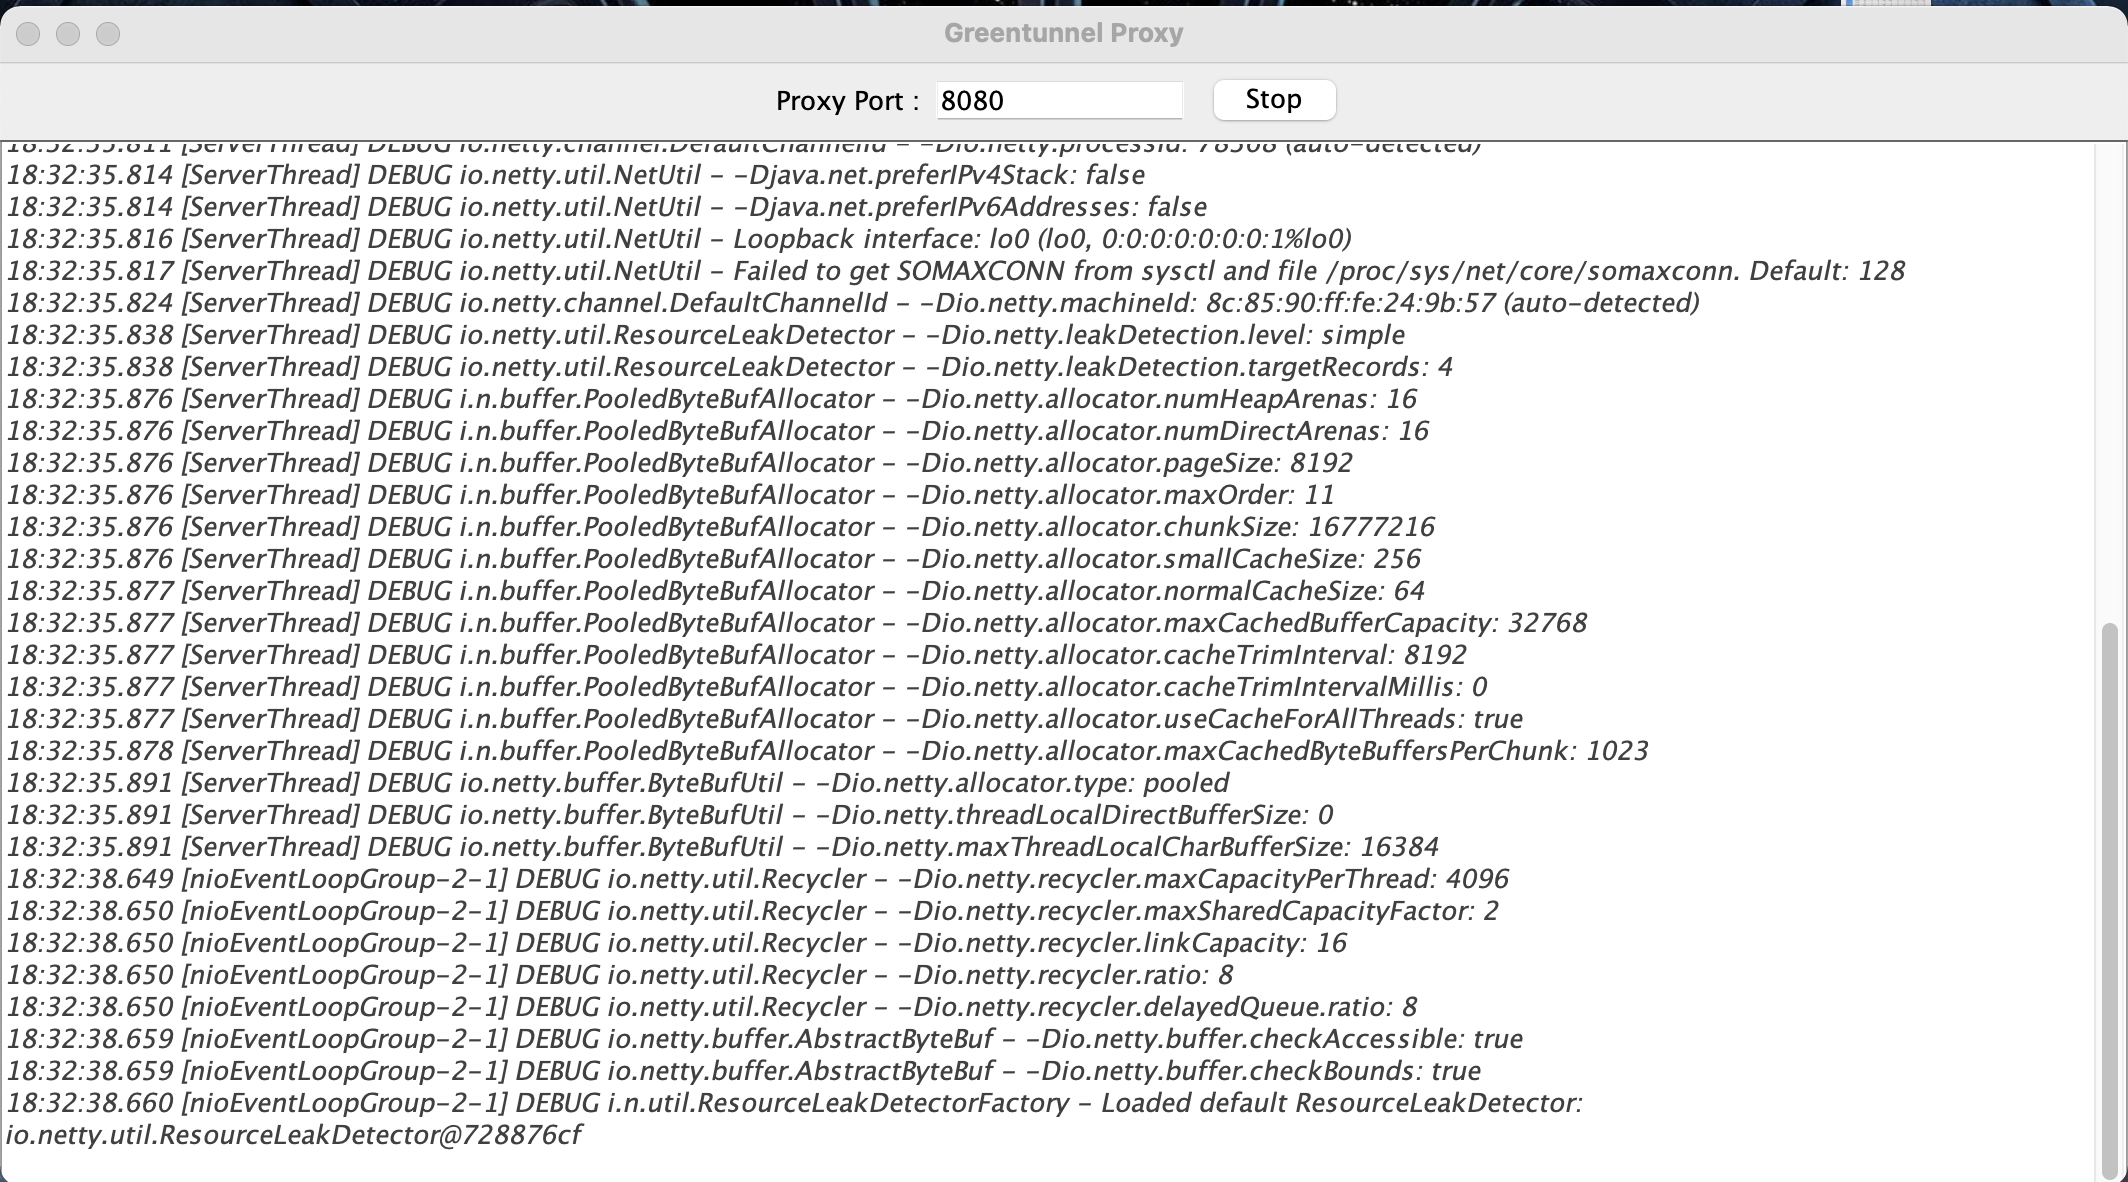 Greentunnel Proxy
Proxy Port : 8080 Stop
18:32:35.811 [ServerThread] DEBUG io.netty.channel.DefaultChannelId – –Dio.netty.processId: 78568 (auto–detected)
18:32:35.814 [ServerThread] DEBUG io.netty.util.NetUtil – –Djava.net.preferIPv4Stack: false
18:32:35.814 [ServerThread] DEBUG io.netty.util.NetUtil – –Djava.net.preferIPv6Addresses: false
18:32:35.816 [ServerThread] DEBUG io.netty.util.NetUtil – Loopback interface: lo0 (lo0, 0:0:0:0:0:0:0:1%lo0)
18:32:35.817 [ServerThread] DEBUG io.netty.util.NetUtil – Failed to get SOMAXCONN from sysctl and file /proc/sys/net/core/somaxconn. Default: 128
18:32:35.824 [ServerThread] DEBUG io.netty.channel.DefaultChannelId – –Dio.netty.machineId: 8c:85:90:ff:fe:24:9b:57 (auto–detected)
18:32:35.838 [ServerThread] DEBUG io.netty.util.ResourceLeakDetector – –Dio.netty.leakDetection.level: simple
18:32:35.838 [ServerThread] DEBUG io.netty.util.ResourceLeakDetector – –Dio.netty.leakDetection.targetRecords: 4
18:32:35.876 [ServerThread] DEBUG i.n.buffer.PooledByteBufAllocator – –Dio.netty.allocator.numHeapArenas: 16
18:32:35.876 [ServerThread] DEBUG i.n.buffer.PooledByteBufAllocator – –Dio.netty.allocator.numDirectArenas: 16
18:32:35.876 [ServerThread] DEBUG i.n.buffer.PooledByteBufAllocator – –Dio.netty.allocator.pageSize: 8192
18:32:35.876 [ServerThread] DEBUG i.n.buffer.PooledByteBufAllocator – –Dio.netty.allocator.maxOrder: 11
18:32:35.876 [ServerThread] DEBUG i.n.buffer.PooledByteBufAllocator – –Dio.netty.allocator.chunkSize: 16777216
18:32:35.876 [ServerThread] DEBUG i.n.buffer.PooledByteBufAllocator – –Dio.netty.allocator.smallCacheSize: 256
18:32:35.877 [ServerThread] DEBUG i.n.buffer.PooledByteBufAllocator – –Dio.netty.allocator.normalCacheSize: 64
18:32:35.877 [ServerThread] DEBUG i.n.buffer.PooledByteBufAllocator – –Dio.netty.allocator.maxCachedBufferCapacity: 32768
18:32:35.877 [ServerThread] DEBUG i.n.buffer.PooledByteBufAllocator – –Dio.netty.allocator.cacheTrimInterval: 8192
18:32:35.877 [ServerThread] DEBUG i.n.buffer.PooledByteBufAllocator – –Dio.netty.allocator.cacheTrimIntervalMillis: 0
18:32:35.877 [ServerThread] DEBUG i.n.buffer.PooledByteBufAllocator – –Dio.netty.allocator.useCacheForAllThreads: true
18:32:35.878 [ServerThread] DEBUG i.n.buffer.PooledByteBufAllocator – –Dio.netty.allocator.maxCachedByteBuffersPerChunk: 1023
18:32:35.891 [ServerThread] DEBUG io.netty.buffer.ByteBufUtil – –Dio.netty.allocator.type: pooled
18:32:35.891 [ServerThread] DEBUG io.netty.buffer.ByteBufUtil – –Dio.netty.threadLocalDirectBufferSize: 0
18:32:35.891 [ServerThread] DEBUG io.netty.buffer.ByteBufUtil – –Dio.netty.maxThreadLocalCharBufferSize: 16384
18:32:38.649 [nioEventLoopGroup–2–1] DEBUG io.netty.util.Recycler – –Dio.netty.recycler.maxCapacityPerThread: 4096
18:32:38.650 [nioEventLoopGroup–2–1] DEBUG io.netty.util.Recycler – –Dio.netty.recycler.maxSharedCapacityFactor: 2
18:32:38.650 [nioEventLoopGroup–2–1] DEBUG io.netty.util.Recycler – –Dio.netty.recycler.linkCapacity: 16
18:32:38.650 [nioEventLoopGroup–2–1] DEBUG io.netty.util.Recycler – –Dio.netty.recycler.ratio: 8
18:32:38.650 [nioEventLoopGroup–2–1] DEBUG io.netty.util.Recycler – –Dio.netty.recycler.delayedQueue.ratio: 8
18:32:38.659 [nioEventLoopGroup–2–1] DEBUG io.netty.buffer.AbstractByteBuf – –Dio.netty.buffer.checkAccessible: true
18:32:38.659 [nioEventLoopGroup–2–1] DEBUG io.netty.buffer.AbstractByteBuf – –Dio.netty.buffer.checkBounds: true
18:32:38.660 [nioEventLoopGroup–2–1] DEBUG i.n.util.ResourceLeakDetectorFactory – Loaded default ResourceLeakDetector:
io.netty.util.ResourceLeakDetector@728876cf